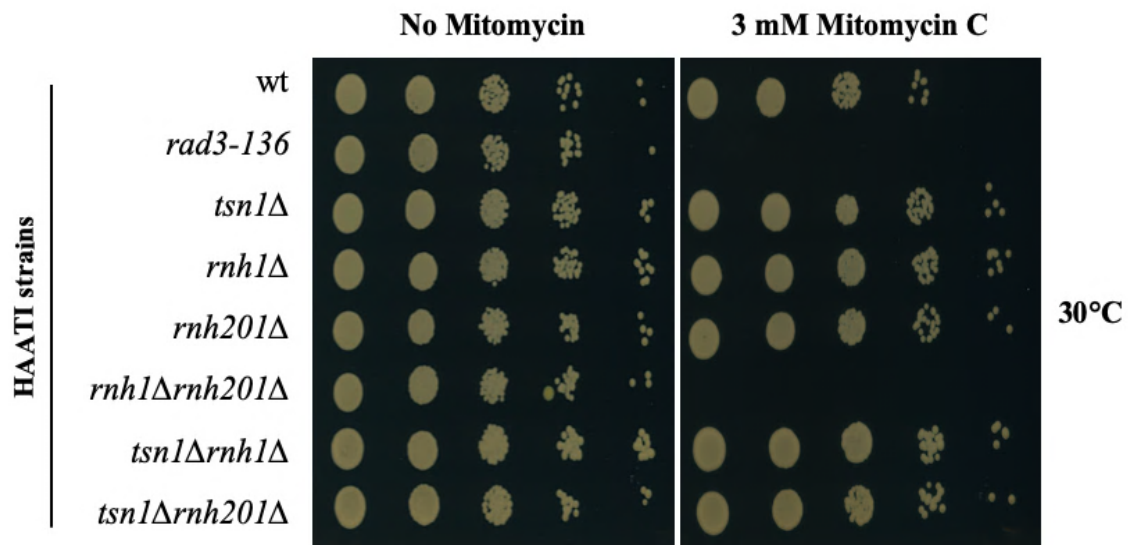 No Mitomycin
3 mM Mitomycin C
HAATI strains
wt
rad3-136
tsn1Δ
rnh1Δ
rnh201Δ
rnh1Δrnh201Δ
tsn1Δrnh1Δ
tsn1Δrnh201Δ
30°C